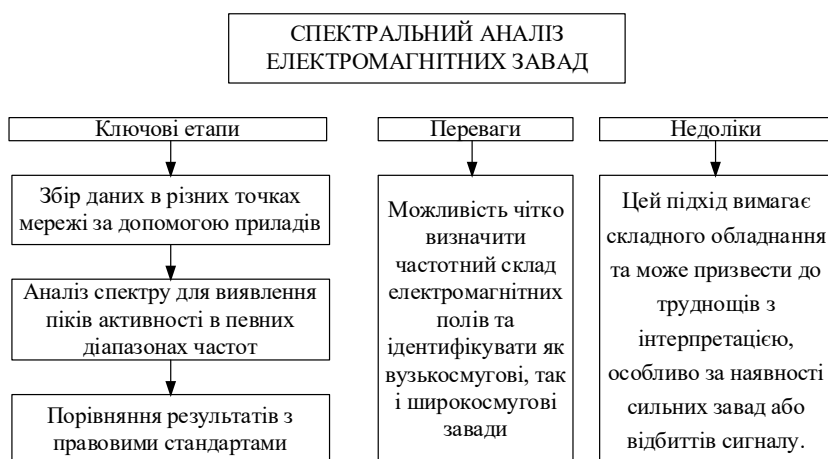 СПЕКТРАЛЬНИЙ АНАЛІЗ
ЕЛЕКТРОМАГНІТНИХ ЗАВАД
Ключові етапи
Збір даних в різних точках
мережі за допомогою приладів
Аналіз спектру для виявлення
піків активності в певних
діапазонах частот
Порівняння результатів з
правовими стандартами
Переваги
Можливість чітко
визначити
частотний склад
електромагнітних
полів та
ідентифікувати як
вузькосмугові, так
і широкосмугові
завади
Недоліки
Цей підхід вимагає
складного обладнання
та може призвести до
труднощів з
інтерпретацією,
особливо за наявності
сильних завад або
відбиттів сигналу.